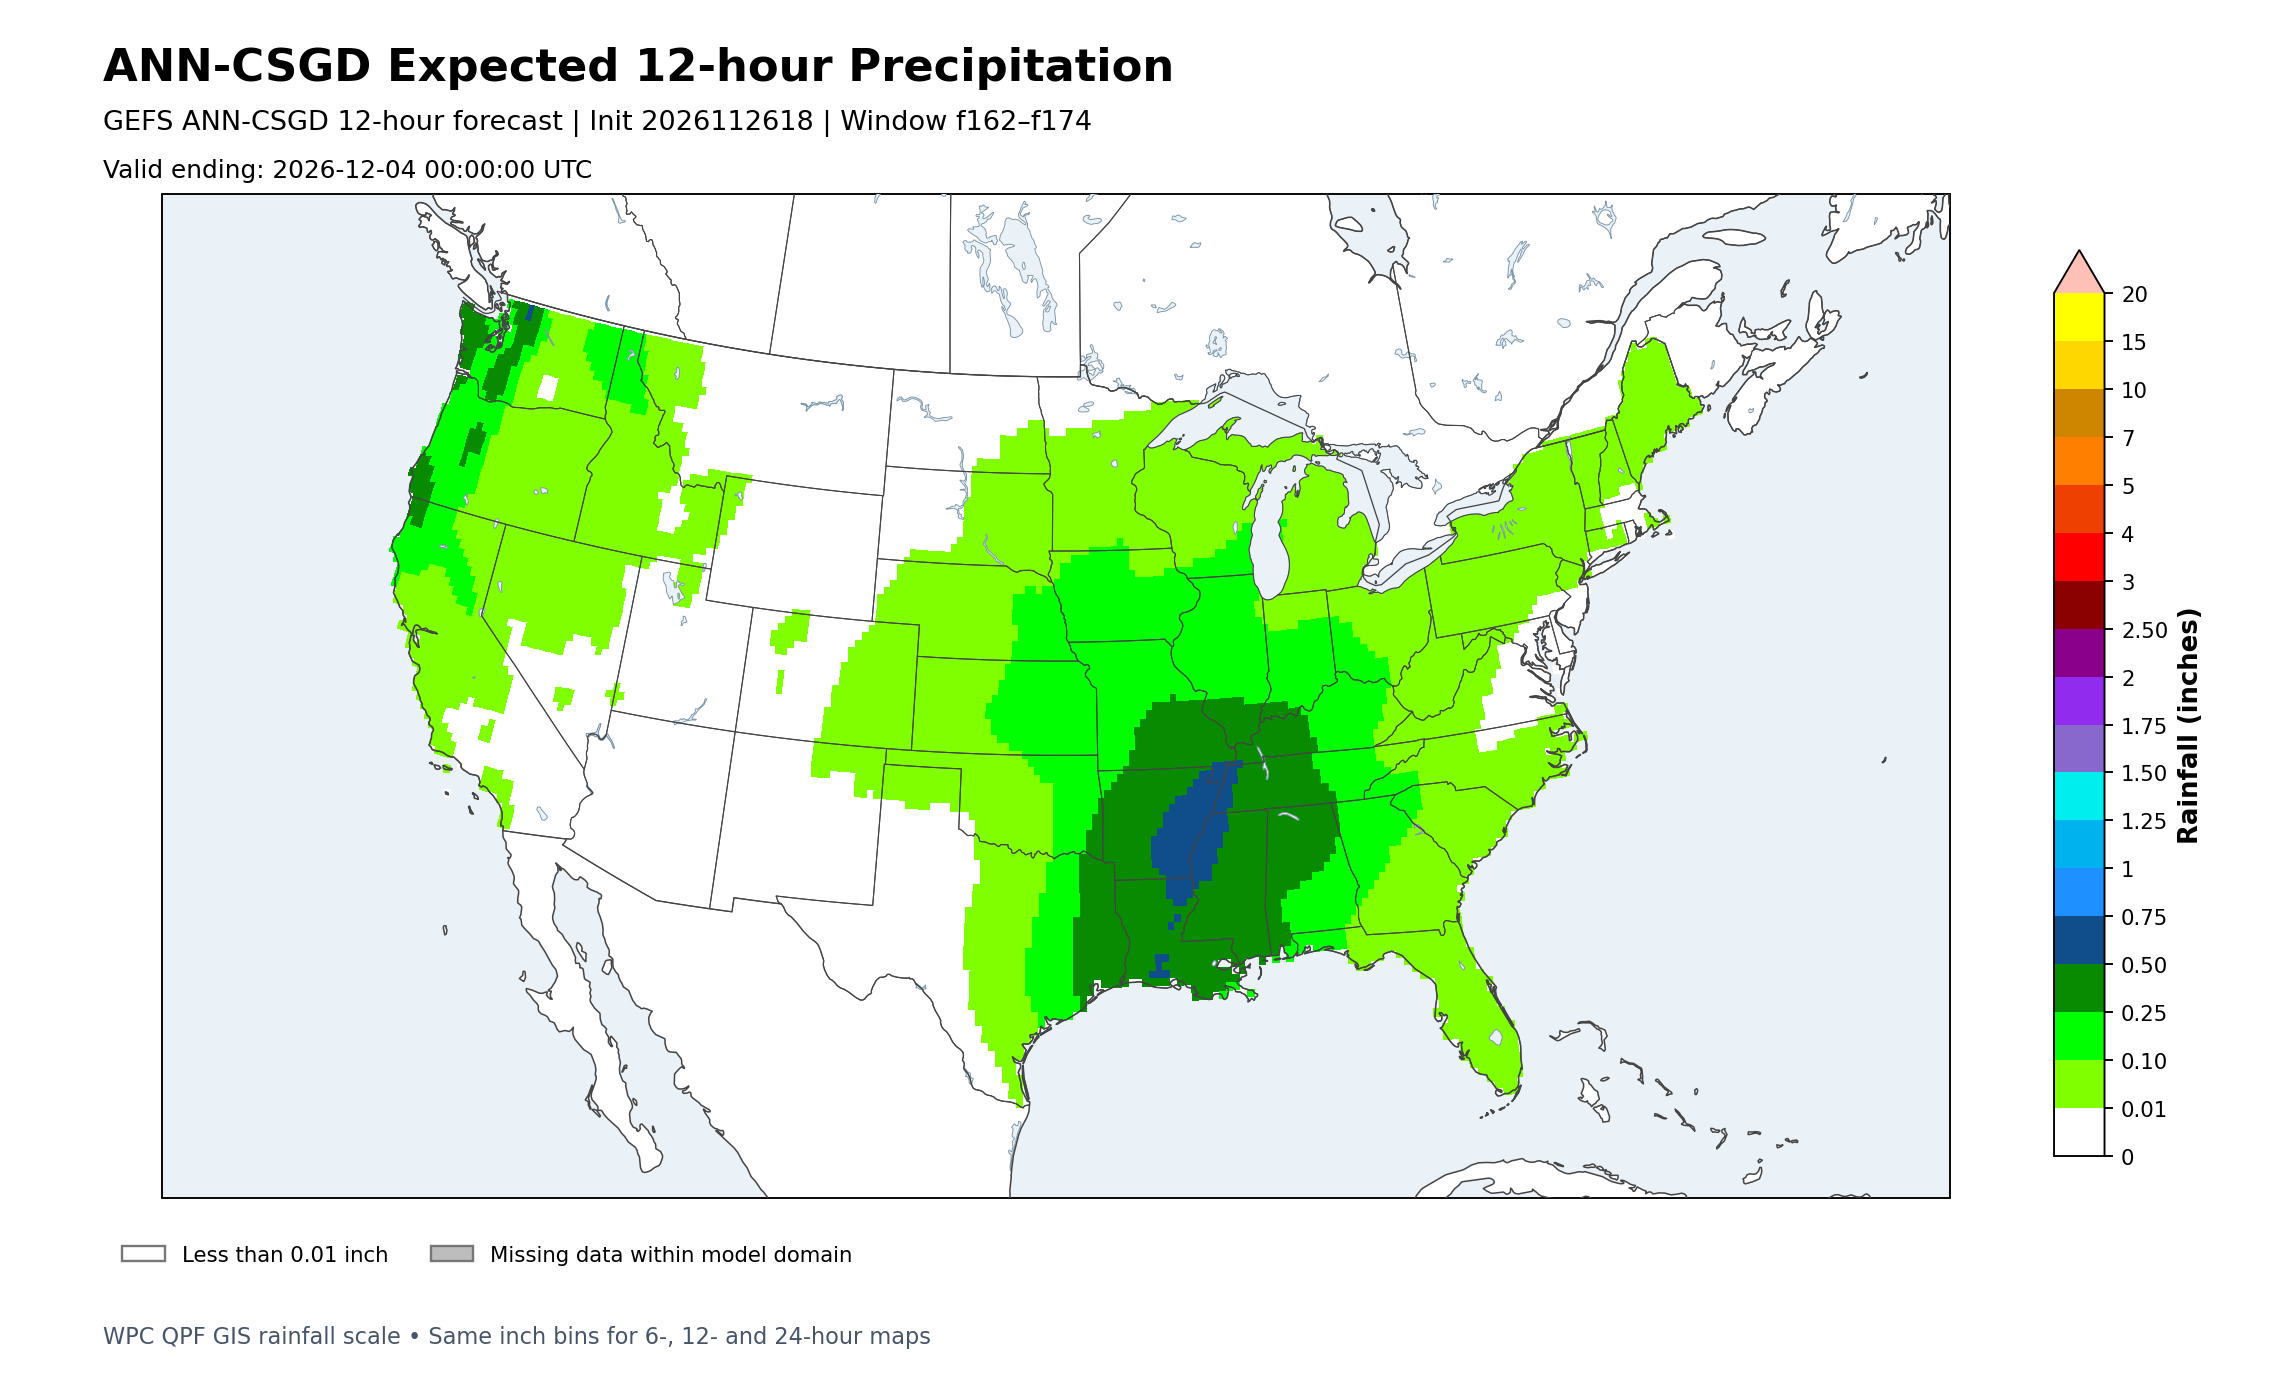 ANN-CSGD Expected 12-hour Precipitation
GEFS ANN-CSGD 12-hour forecast | Init 2026112618 | Window f162–f174
Valid ending: 2026-12-04 00:00:00 UTC
20
15
10
7
5
4
3
2.50
2
1.75
1.50
1.25
1
0.75
0.50
0.25
0.10
0.01
0
Rainfall (inches)
Less than 0.01 inch
Missing data within model domain
WPC QPF GIS rainfall scale • Same inch bins for 6-, 12- and 24-hour maps